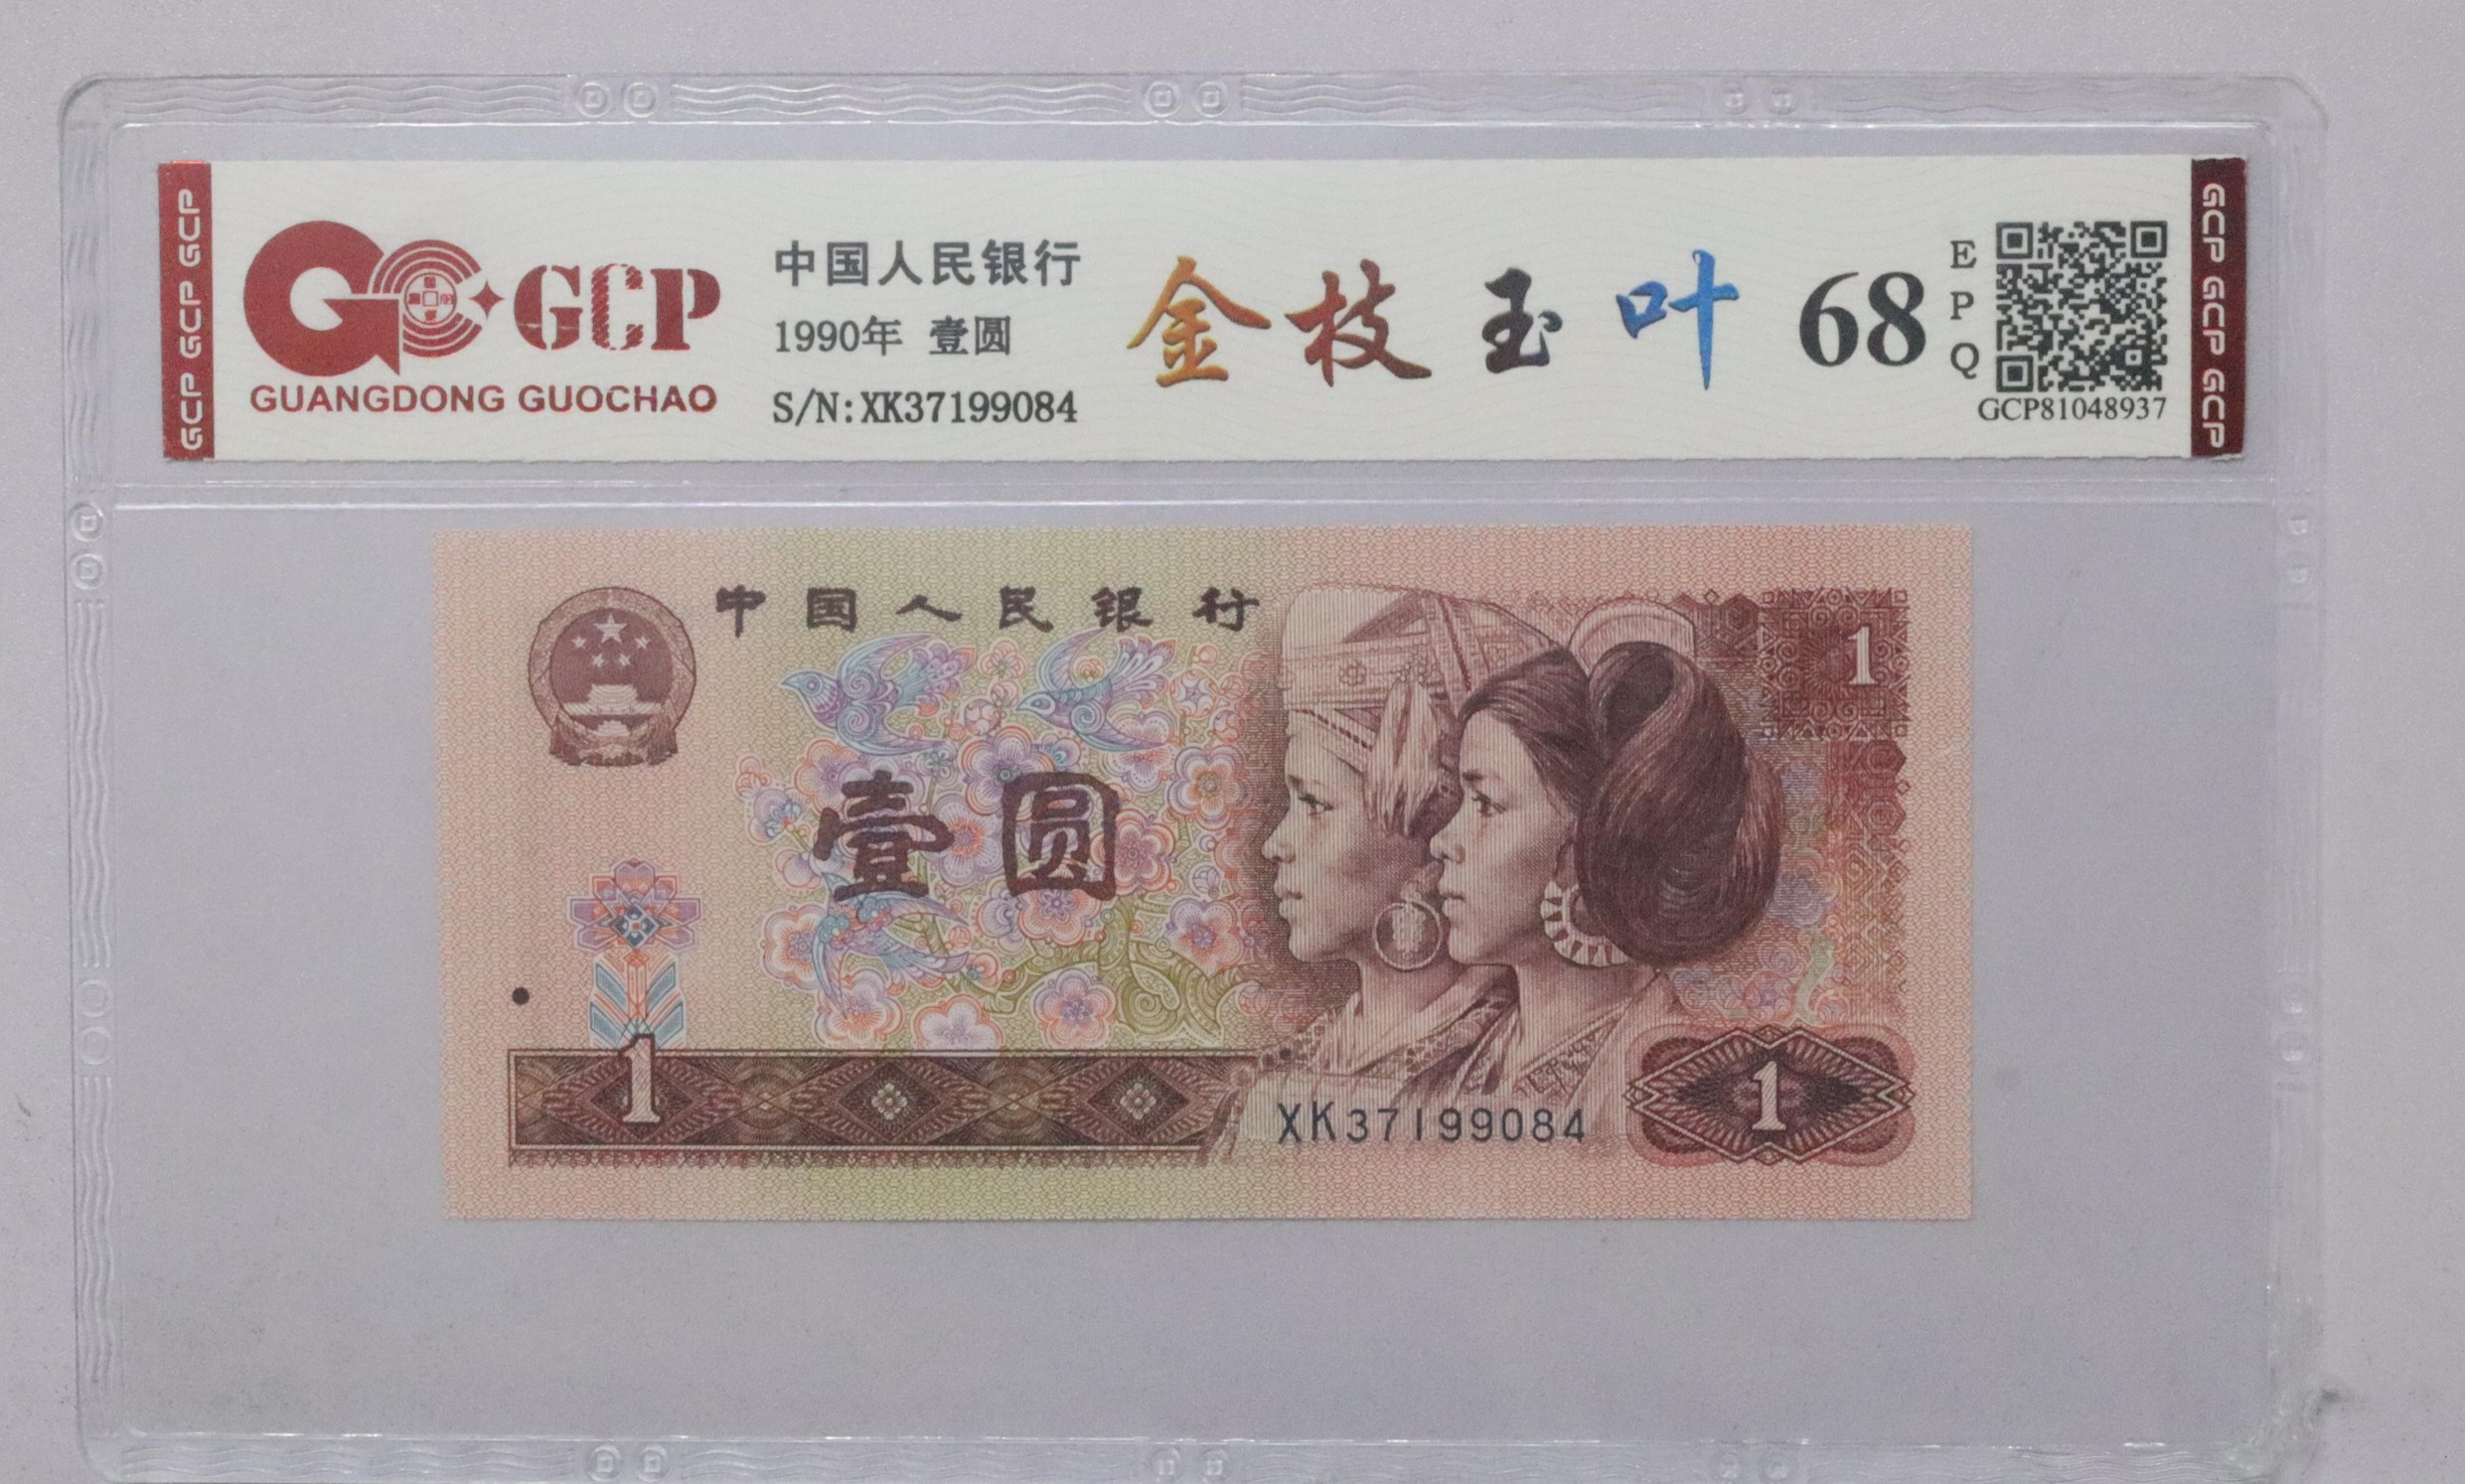 GCP GCP GCP
GCP
GUANGDONG GUOCHAO
中国人民银行
1990年 壹圆
S/N:XK37199084
金枝玉叶
68
EPQ
GCP81048937
GCP GCP GCP
中国人民银行
1
壹圆
1
XK37199084
1